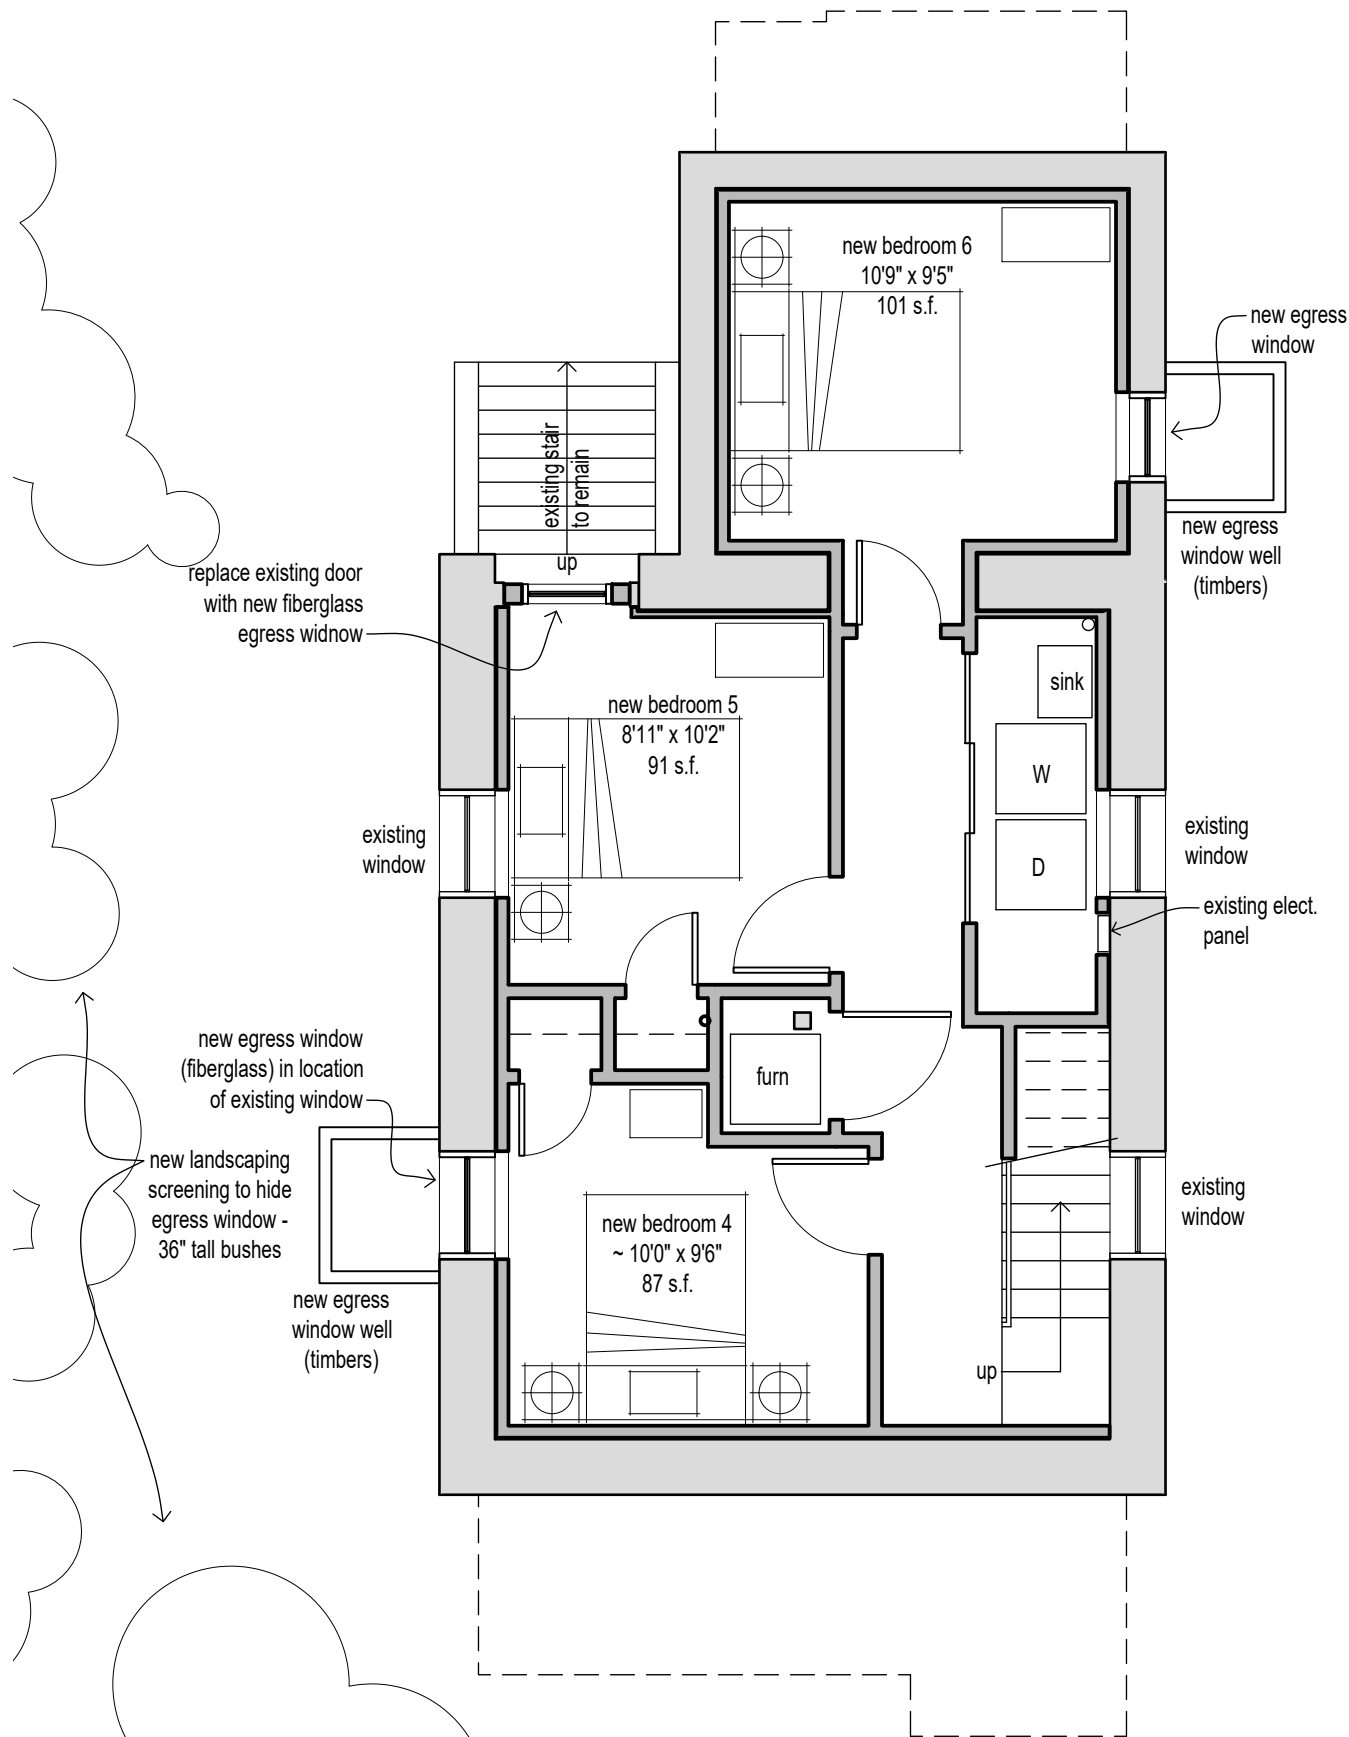 new bedroom 6
10'9" x 9'5"
101 s.f.
new egress
window
new egress
window well
(timbers)
existing stair
to remain
up
replace existing door
with new fiberglass
egress widnow
sink
new bedroom 5
8'11" x 10'2"
91 s.f.
W
D
existing
window
existing
window
existing elect.
panel
new egress window
(fiberglass) in location
of existing window
furn
new landscaping
screening to hide
egress window -
36" tall bushes
new bedroom 4
~ 10'0" x 9'6"
87 s.f.
existing
window
new egress
window well
(timbers)
up